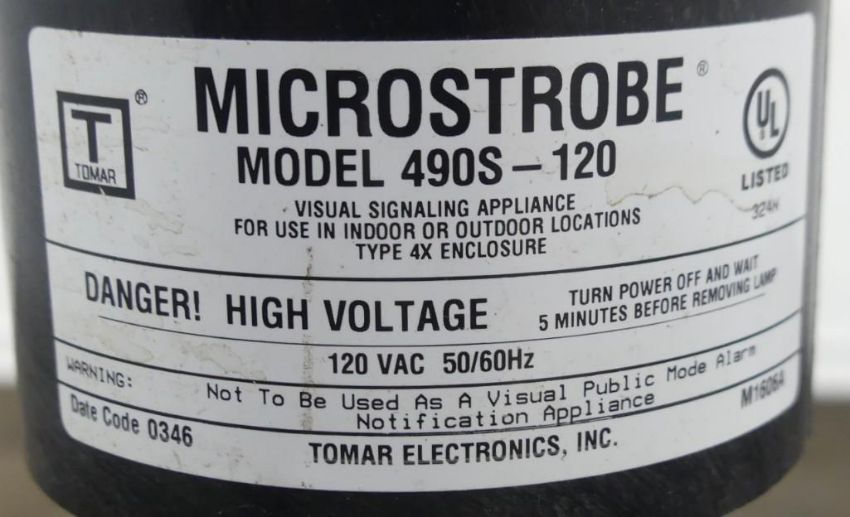 MICROSTROBE ®
T ®
TOMAR
MODEL 490S-120
UL
LISTED
324H
VISUAL SIGNALING APPLIANCE
FOR USE IN INDOOR OR OUTDOOR LOCATIONS
TYPE 4X ENCLOSURE
DANGER! HIGH VOLTAGE
TURN POWER OFF AND WAIT
5 MINUTES BEFORE REMOVING LAMP
120 VAC 50/60Hz
WARNING: Not To Be Used As A Visual Public Mode Alarm
Notification Appliance
Date Code 0346
M1606A
TOMAR ELECTRONICS, INC.